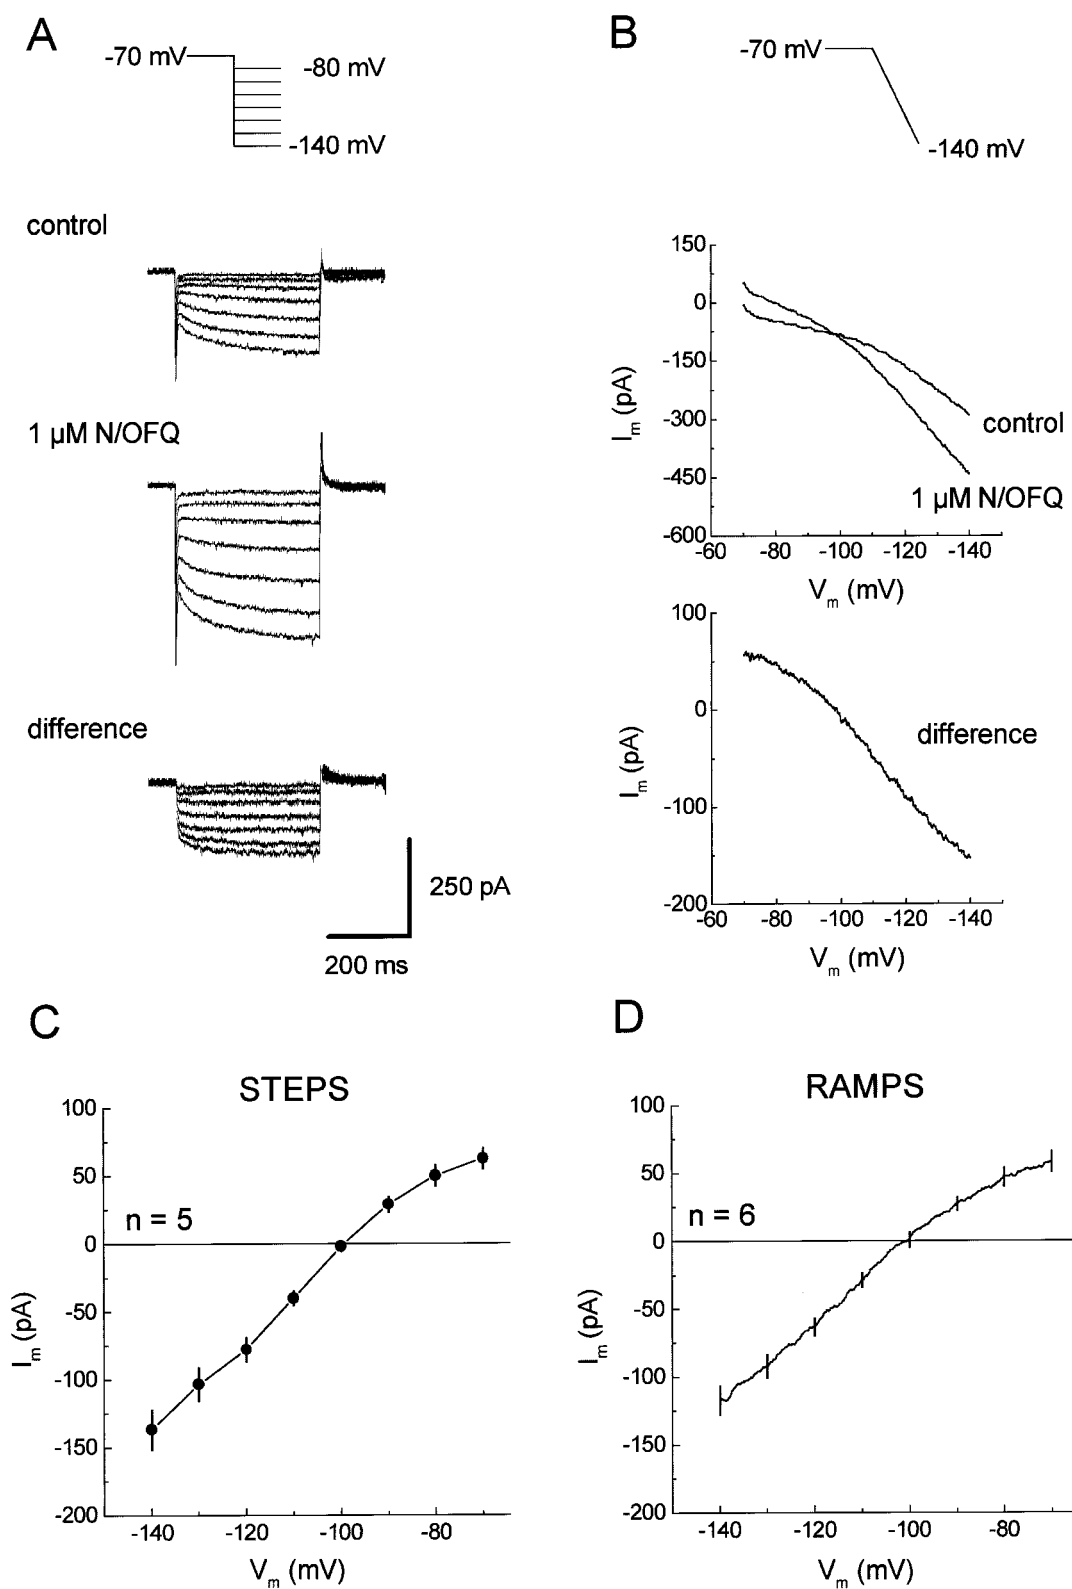 A
-70 mV
-80 mV
-140 mV
control
1 µM N/OFQ
difference
250 pA
200 ms
B
-70 mV
-140 mV
150
0
-150
-300
-450
-600
I_m (pA)
control
1 µM N/OFQ
-60 -80 -100 -120 -140
V_m (mV)
100
0
-100
-200
I_m (pA)
difference
-60 -80 -100 -120 -140
V_m (mV)
C
STEPS
100
50
0
-50
-100
-150
-200
I_m (pA)
n = 5
-140 -120 -100 -80
V_m (mV)
D
RAMPS
100
50
0
-50
-100
-150
-200
I_m (pA)
n = 6
-140 -120 -100 -80
V_m (mV)